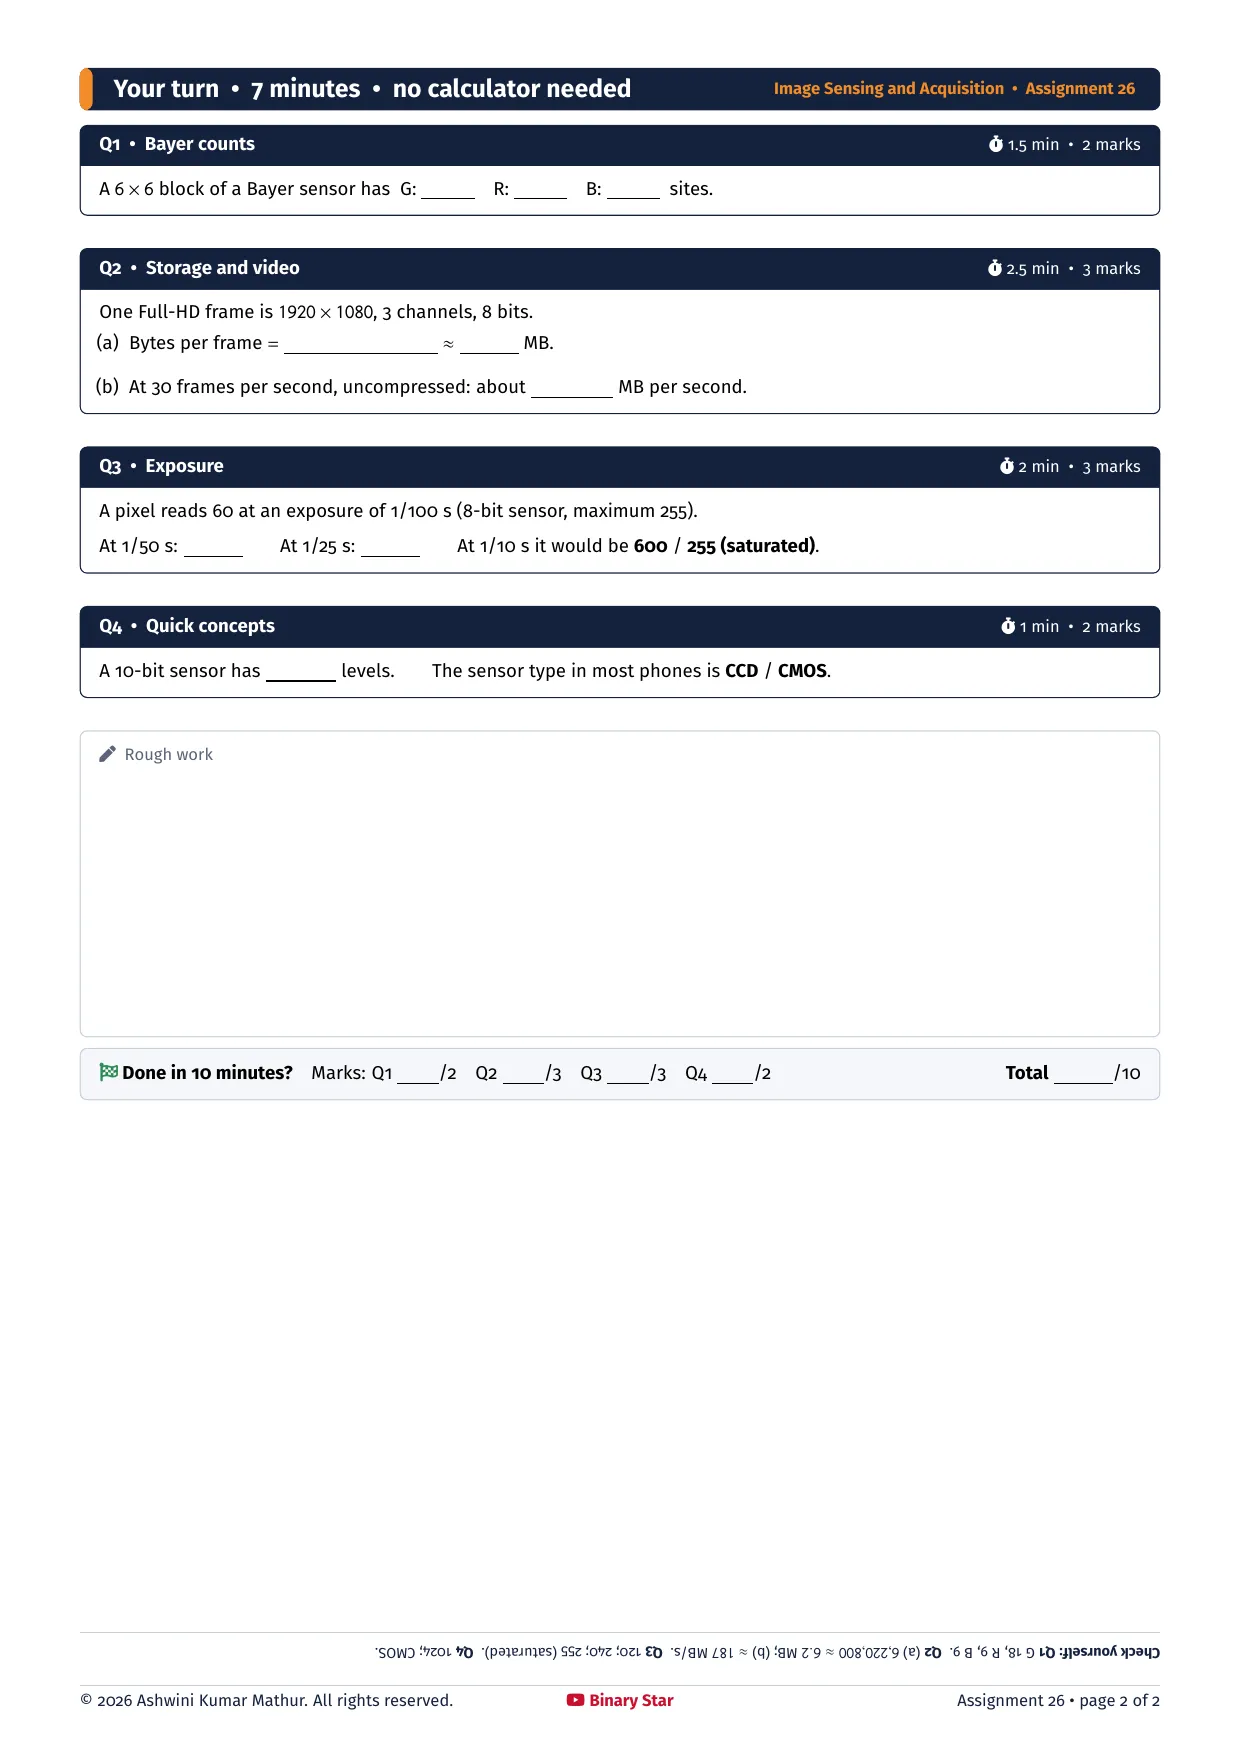 Your turn • 7 minutes • no calculator needed Image Sensing and Acquisition • Assignment 26
Q1 • Bayer counts 1.5 min • 2 marks
A 6 × 6 block of a Bayer sensor has G: _____ R: _____ B: _____ sites.
Q2 • Storage and video 2.5 min • 3 marks
One Full-HD frame is 1920 × 1080, 3 channels, 8 bits.
(a) Bytes per frame = _______________ ≈ ______ MB.
(b) At 30 frames per second, uncompressed: about ________ MB per second.
Q3 • Exposure 2 min • 3 marks
A pixel reads 60 at an exposure of 1/100 s (8-bit sensor, maximum 255).
At 1/50 s: ______ At 1/25 s: ______ At 1/10 s it would be 600 / 255 (saturated).
Q4 • Quick concepts 1 min • 2 marks
A 10-bit sensor has _______ levels. The sensor type in most phones is CCD / CMOS.
Rough work
Done in 10 minutes? Marks: Q1 ____/2 Q2 ____/3 Q3 ____/3 Q4 ____/2 Total ______/10
Check yourself: Q1 G 18, R 9, B 9. Q2 (a) 6,220,800 ≈ 6.2 MB; (b) ≈ 187 MB/s. Q3 120; 240; 255 (saturated). Q4 1024; CMOS.
© 2026 Ashwini Kumar Mathur. All rights reserved. Binary Star Assignment 26 • page 2 of 2